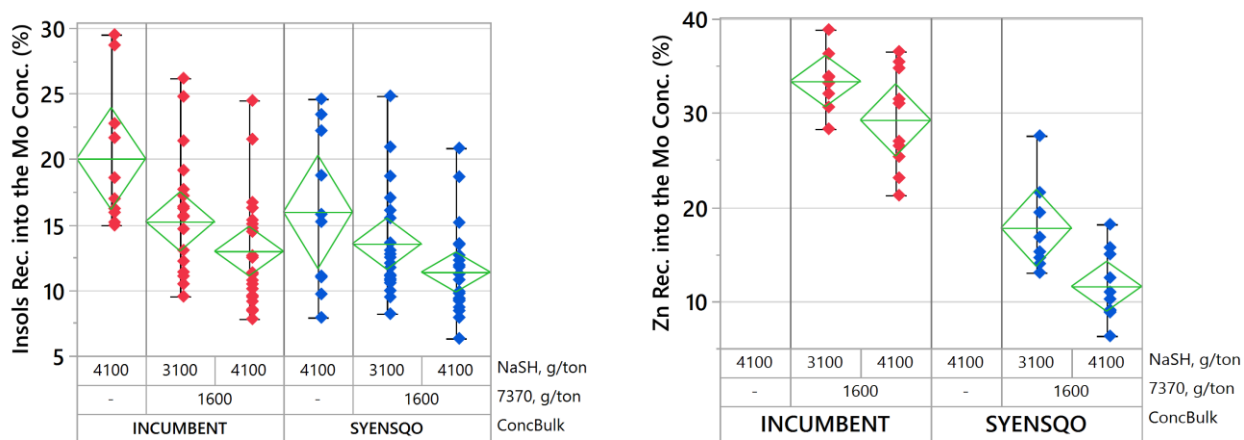 Insols Rec. into the Mo Conc. (%)
30
25
20
15
10
5
4100 3100 4100 4100 3100 4100 NaSH, g/ton
- 1600 - 1600 7370, g/ton
INCUMBENT SYENSQO ConcBulk
Zn Rec. into the Mo Conc. (%)
40
30
20
10
4100 3100 4100 4100 3100 4100 NaSH, g/ton
- 1600 - 1600 7370, g/ton
INCUMBENT SYENSQO ConcBulk